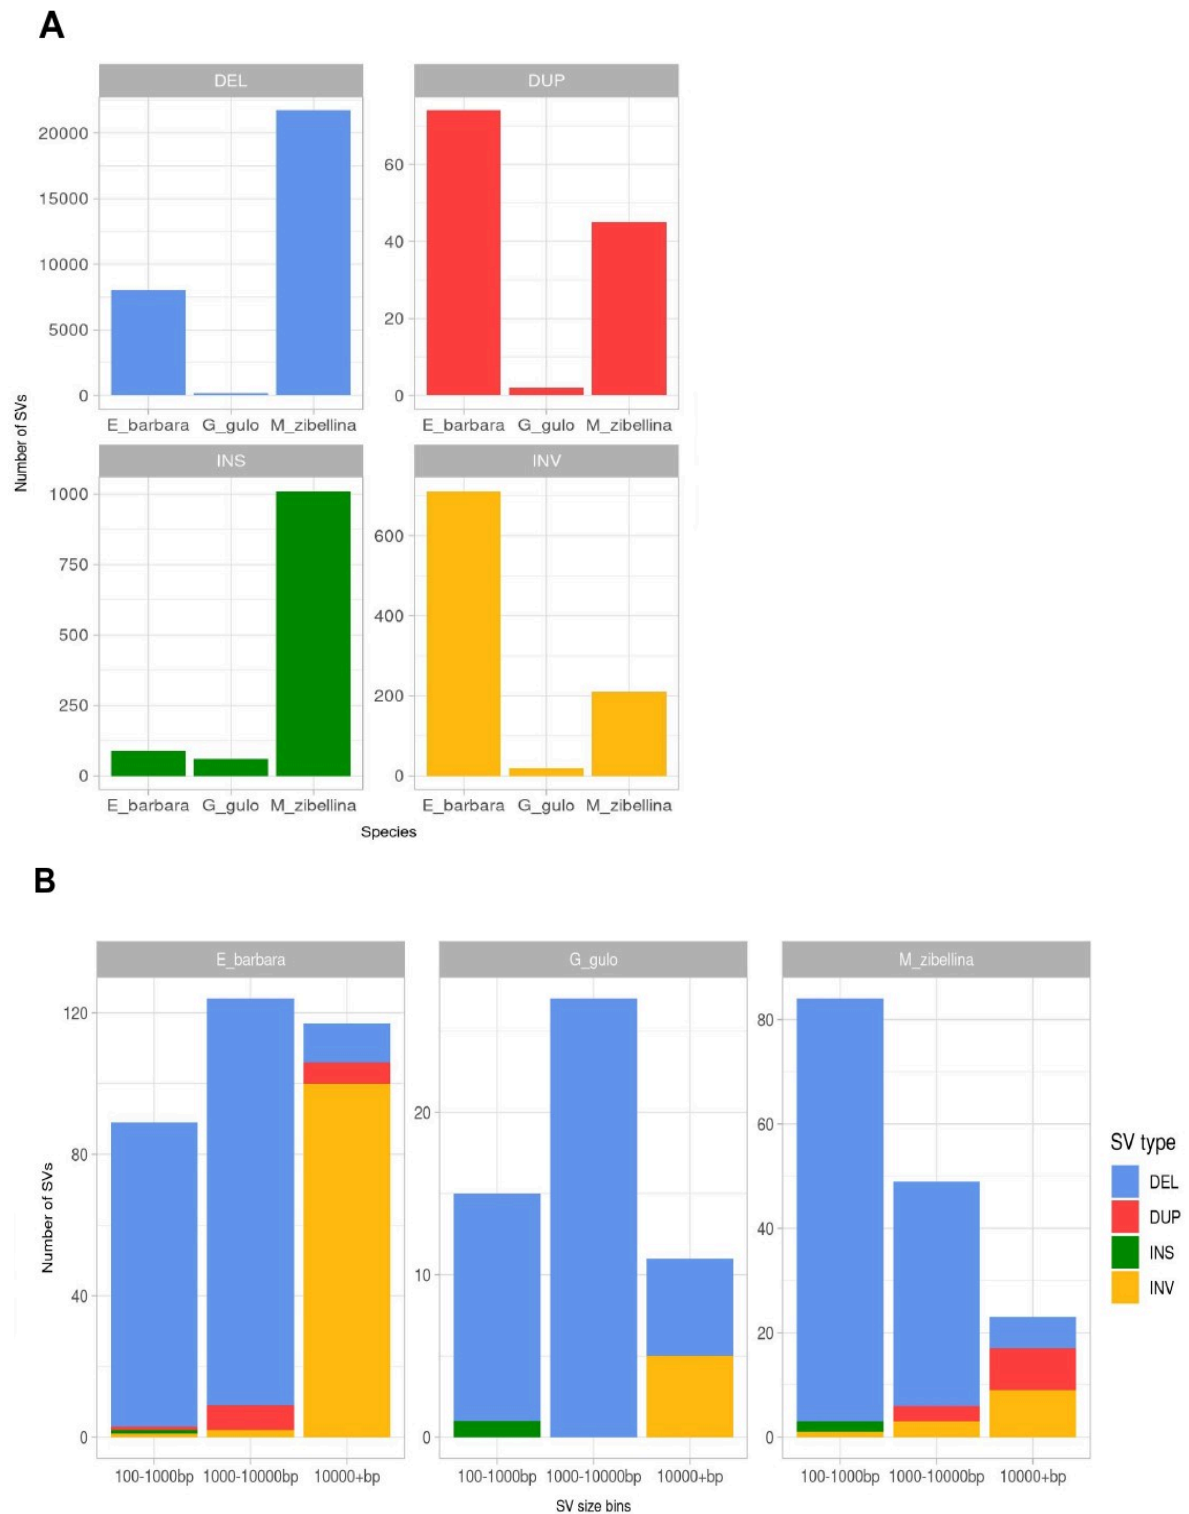 A
DEL
DUP
20000
15000
10000
5000
0
60
40
20
0
E_barbara G_gulo M_zibellina
E_barbara G_gulo M_zibellina
Number of SVs
INS
INV
1000
750
500
250
0
600
400
200
0
E_barbara G_gulo M_zibellina
E_barbara G_gulo M_zibellina
Species
B
E_barbara
G_gulo
M_zibellina
120
80
40
0
20
10
0
80
60
40
20
0
Number of SVs
100-1000bp 1000-10000bp 10000+bp
100-1000bp 1000-10000bp 10000+bp
100-1000bp 1000-10000bp 10000+bp
SV size bins
SV type
DEL
DUP
INS
INV